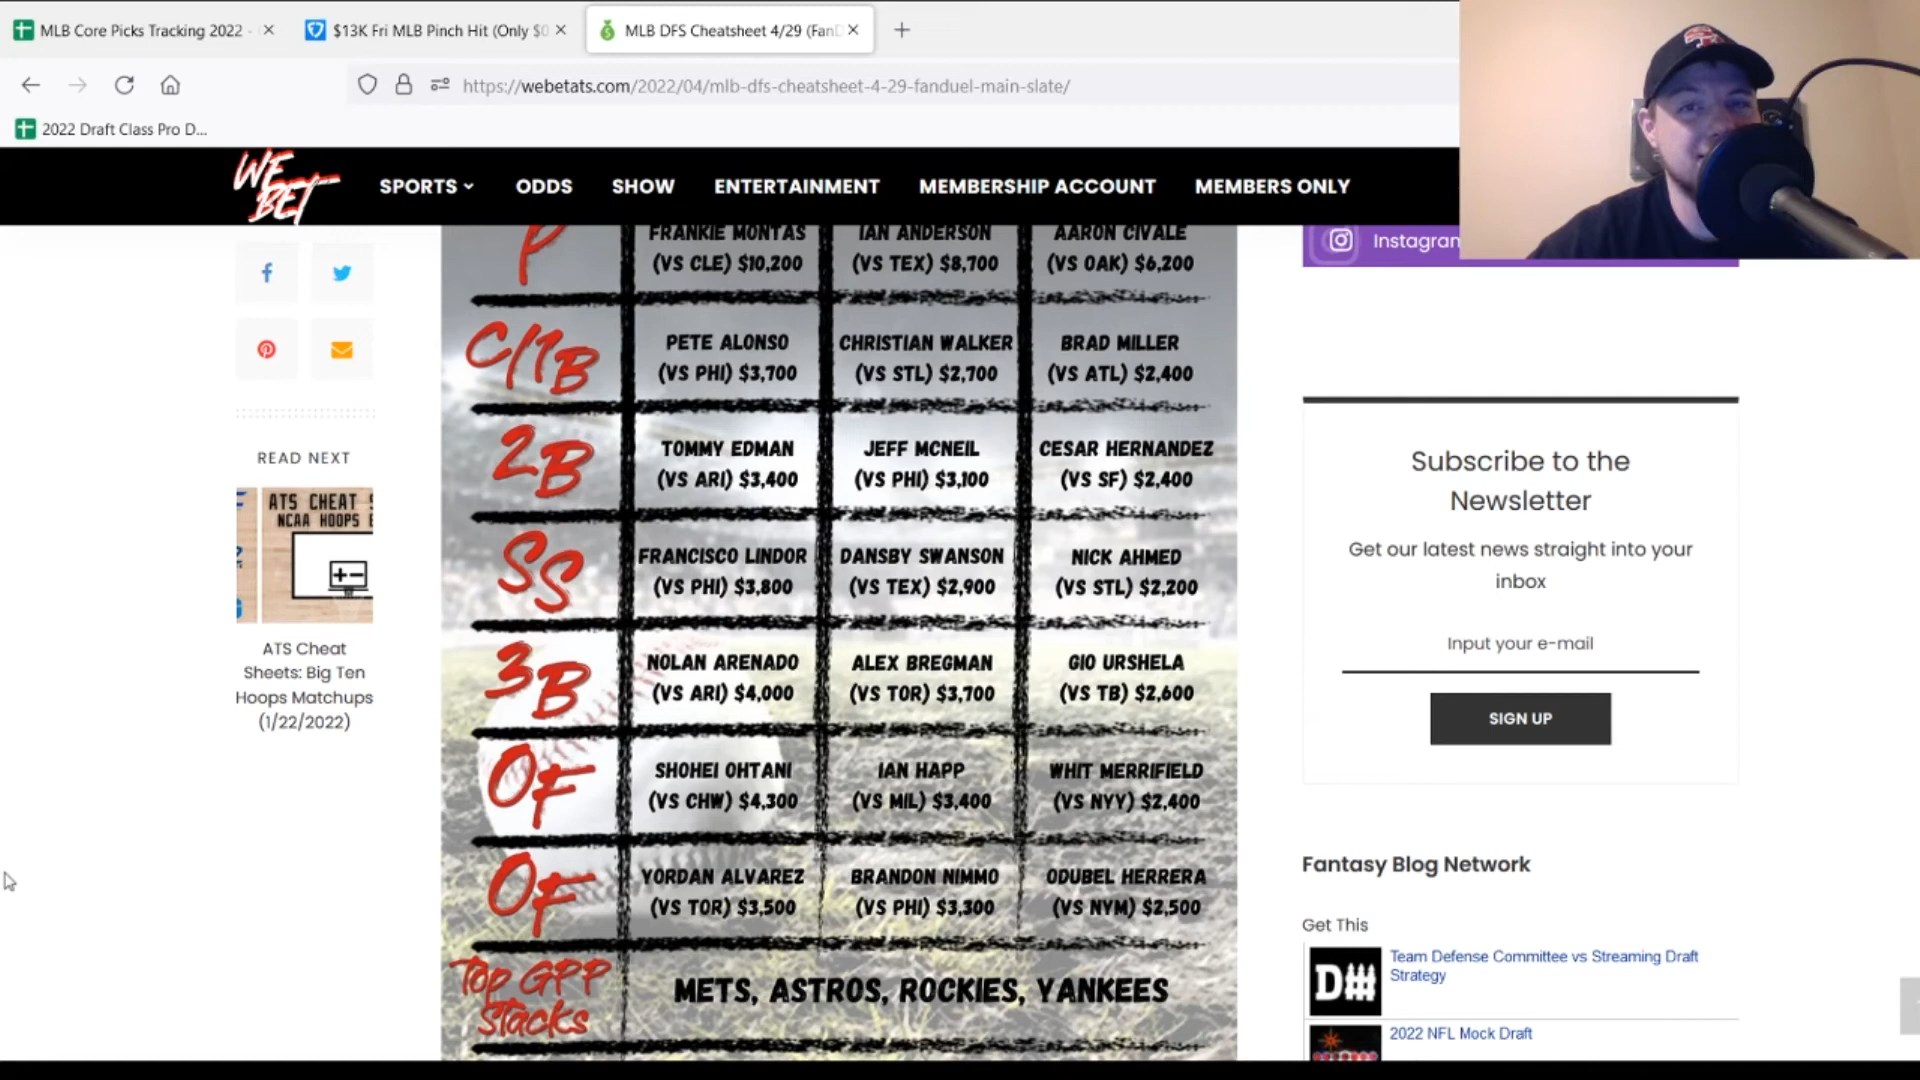 MLB Core Picks Tracking 2022 -
$13K Fri MLB Pinch Hit (Only $0
MLB DFS Cheatsheet 4/29 (FanD
https://webetats.com/2022/04/mlb-dfs-cheatsheet-4-29-fanduel-main-slate/
2022 Draft Class Pro D...
WE BET
SPORTS
ODDS
SHOW
ENTERTAINMENT
MEMBERSHIP ACCOUNT
MEMBERS ONLY
READ NEXT
ATS CHEAT
NCAA HOOPS
ATS Cheat
Sheets: Big Ten
Hoops Matchups
(1/22/2022)
P
FRANKIE MONTAS
(VS CLE) $10,200
IAN ANDERSON
(VS TEX) $8,700
AARON CIVALE
(VS OAK) $6,200
C/1B
PETE ALONSO
(VS PHI) $3,700
CHRISTIAN WALKER
(VS STL) $2,700
BRAD MILLER
(VS ATL) $2,400
2B
TOMMY EDMAN
(VS ARI) $3,400
JEFF MCNEIL
(VS PHI) $3,100
CESAR HERNANDEZ
(VS SF) $2,400
SS
FRANCISCO LINDOR
(VS PHI) $3,800
DANSBY SWANSON
(VS TEX) $2,900
NICK AHMED
(VS STL) $2,200
3B
NOLAN ARENADO
(VS ARI) $4,000
ALEX BREGMAN
(VS TOR) $3,700
GIO URSHELA
(VS TB) $2,600
OF
SHOHEI OHTANI
(VS CHW) $4,300
IAN HAPP
(VS MIL) $3,400
WHIT MERRIFIELD
(VS NYY) $2,400
OF
YORDAN ALVAREZ
(VS TOR) $3,500
BRANDON NIMMO
(VS PHI) $3,300
ODUBEL HERRERA
(VS NYM) $2,500
Top GPP
Stacks
METS, ASTROS, ROCKIES, YANKEES
Instagram
Subscribe to the
Newsletter
Get our latest news straight into your
inbox
Input your e-mail
SIGN UP
Fantasy Blog Network
Get This
Team Defense Committee vs Streaming Draft
Strategy
D##
2022 NFL Mock Draft